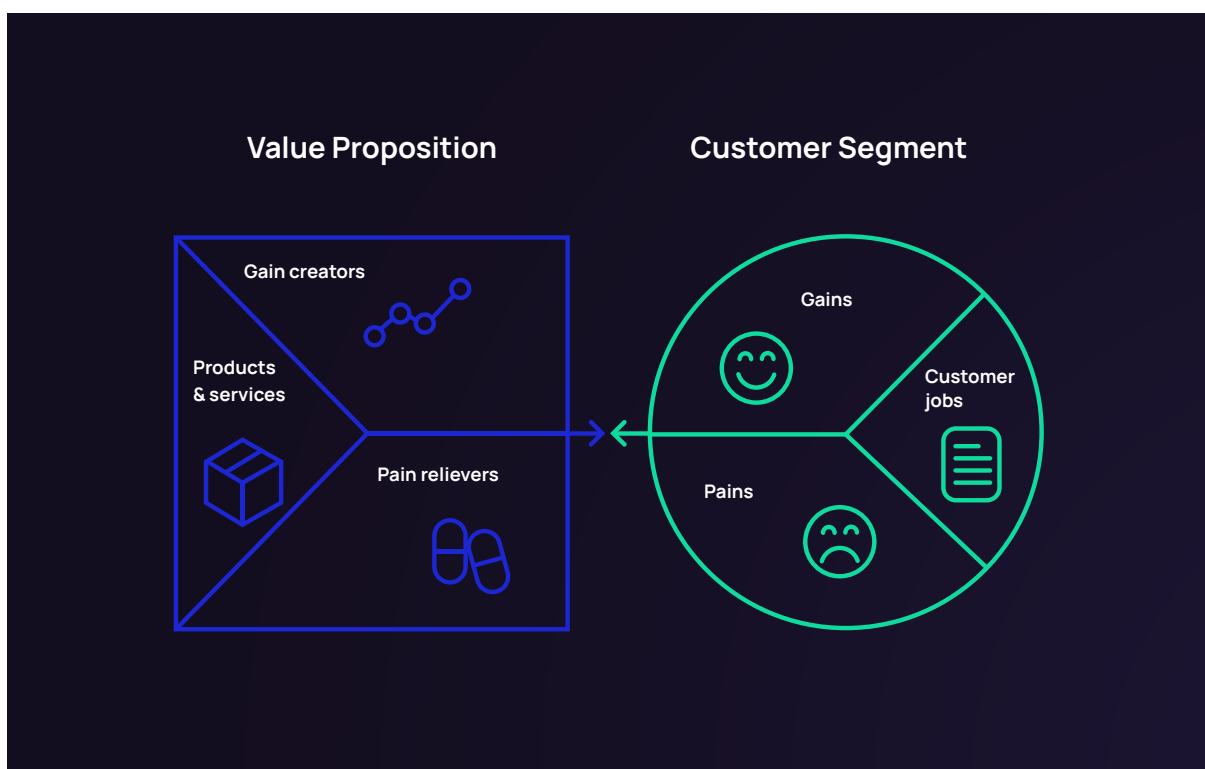 Value Proposition
Customer Segment
Gain creators
Products
& services
Pain relievers
Gains
Customer
jobs
Pains